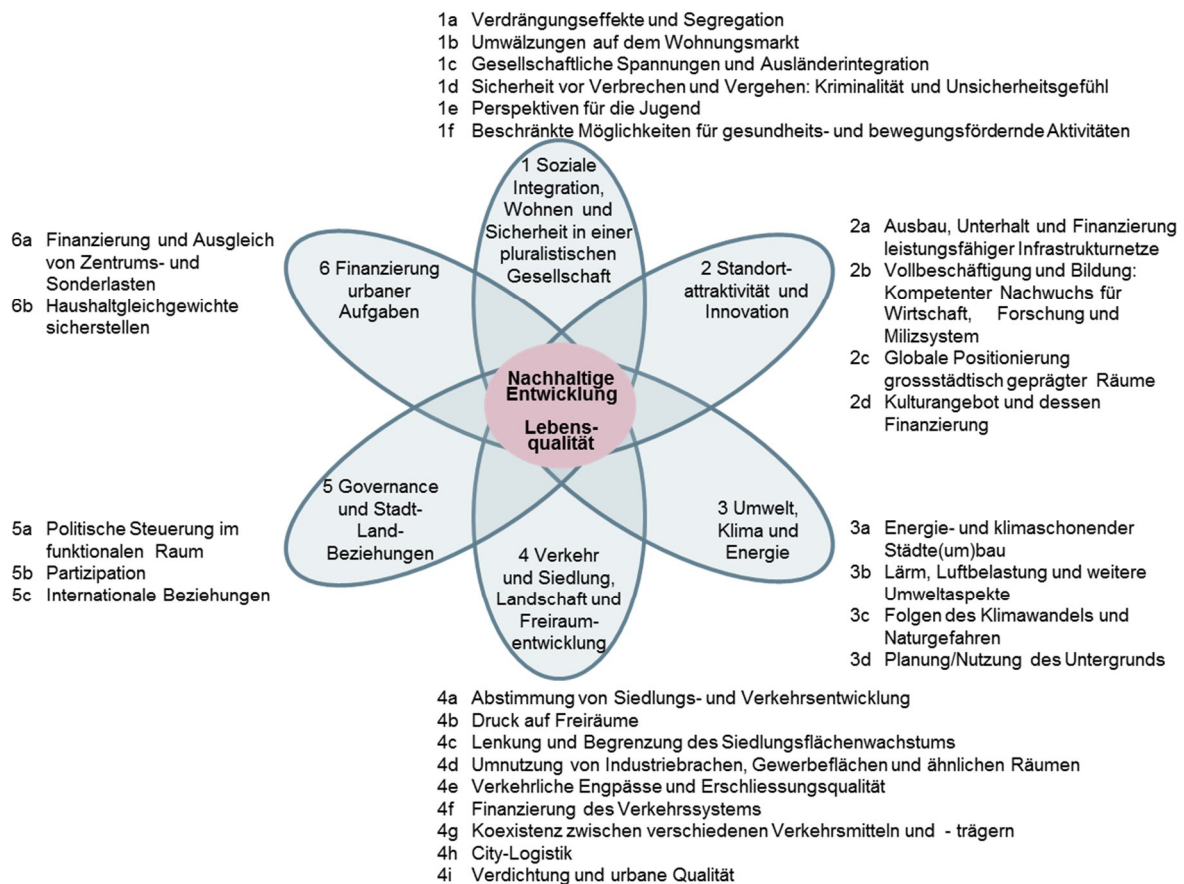 1a Verdrängungseffekte und Segregation
1b Umwälzungen auf dem Wohnungsmarkt
1c Gesellschaftliche Spannungen und Ausländerintegration
1d Sicherheit vor Verbrechen und Vergehen: Kriminalität und Unsicherheitsgefühl
1e Perspektiven für die Jugend
1f Beschränkte Möglichkeiten für gesundheits- und bewegungsfördernde Aktivitäten
1 Soziale
Integration,
Wohnen und
Sicherheit in einer
pluralistischen
Gesellschaft
6a Finanzierung und Ausgleich
von Zentrums- und
Sonderlasten
6b Haushaltgleichgewichte
sicherstellen
6 Finanzierung
urbaner
Aufgaben
2 Standort-
attraktivität und
Innovation
2a Ausbau, Unterhalt und Finanzierung
leistungsfähiger Infrastrukturnetze
2b Vollbeschäftigung und Bildung:
Kompetenter Nachwuchs für
Wirtschaft, Forschung und
Milizsystem
2c Globale Positionierung
grossstädtisch geprägter Räume
2d Kulturangebot und dessen
Finanzierung
Nachhaltige
Entwicklung
Lebens-
qualität
5a Politische Steuerung im
funktionalen Raum
5b Partizipation
5c Internationale Beziehungen
5 Governance
und Stadt-
Land-
Beziehungen
4 Verkehr
und Siedlung,
Landschaft und
Freiraum-
entwicklung
3 Umwelt,
Klima und
Energie
3a Energie- und klimaschonender
Städte(um)bau
3b Lärm, Luftbelastung und weitere
Umweltaspekte
3c Folgen des Klimawandels und
Naturgefahren
3d Planung/Nutzung des Untergrunds
4a Abstimmung von Siedlungs- und Verkehrsentwicklung
4b Druck auf Freiräume
4c Lenkung und Begrenzung des Siedlungsflächenwachstums
4d Umnutzung von Industriebrachen, Gewerbeflächen und ähnlichen Räumen
4e Verkehrliche Engpässe und Erschliessungsqualität
4f Finanzierung des Verkehrssystems
4g Koexistenz zwischen verschiedenen Verkehrsmitteln und - trägern
4h City-Logistik
4i Verdichtung und urbane Qualität